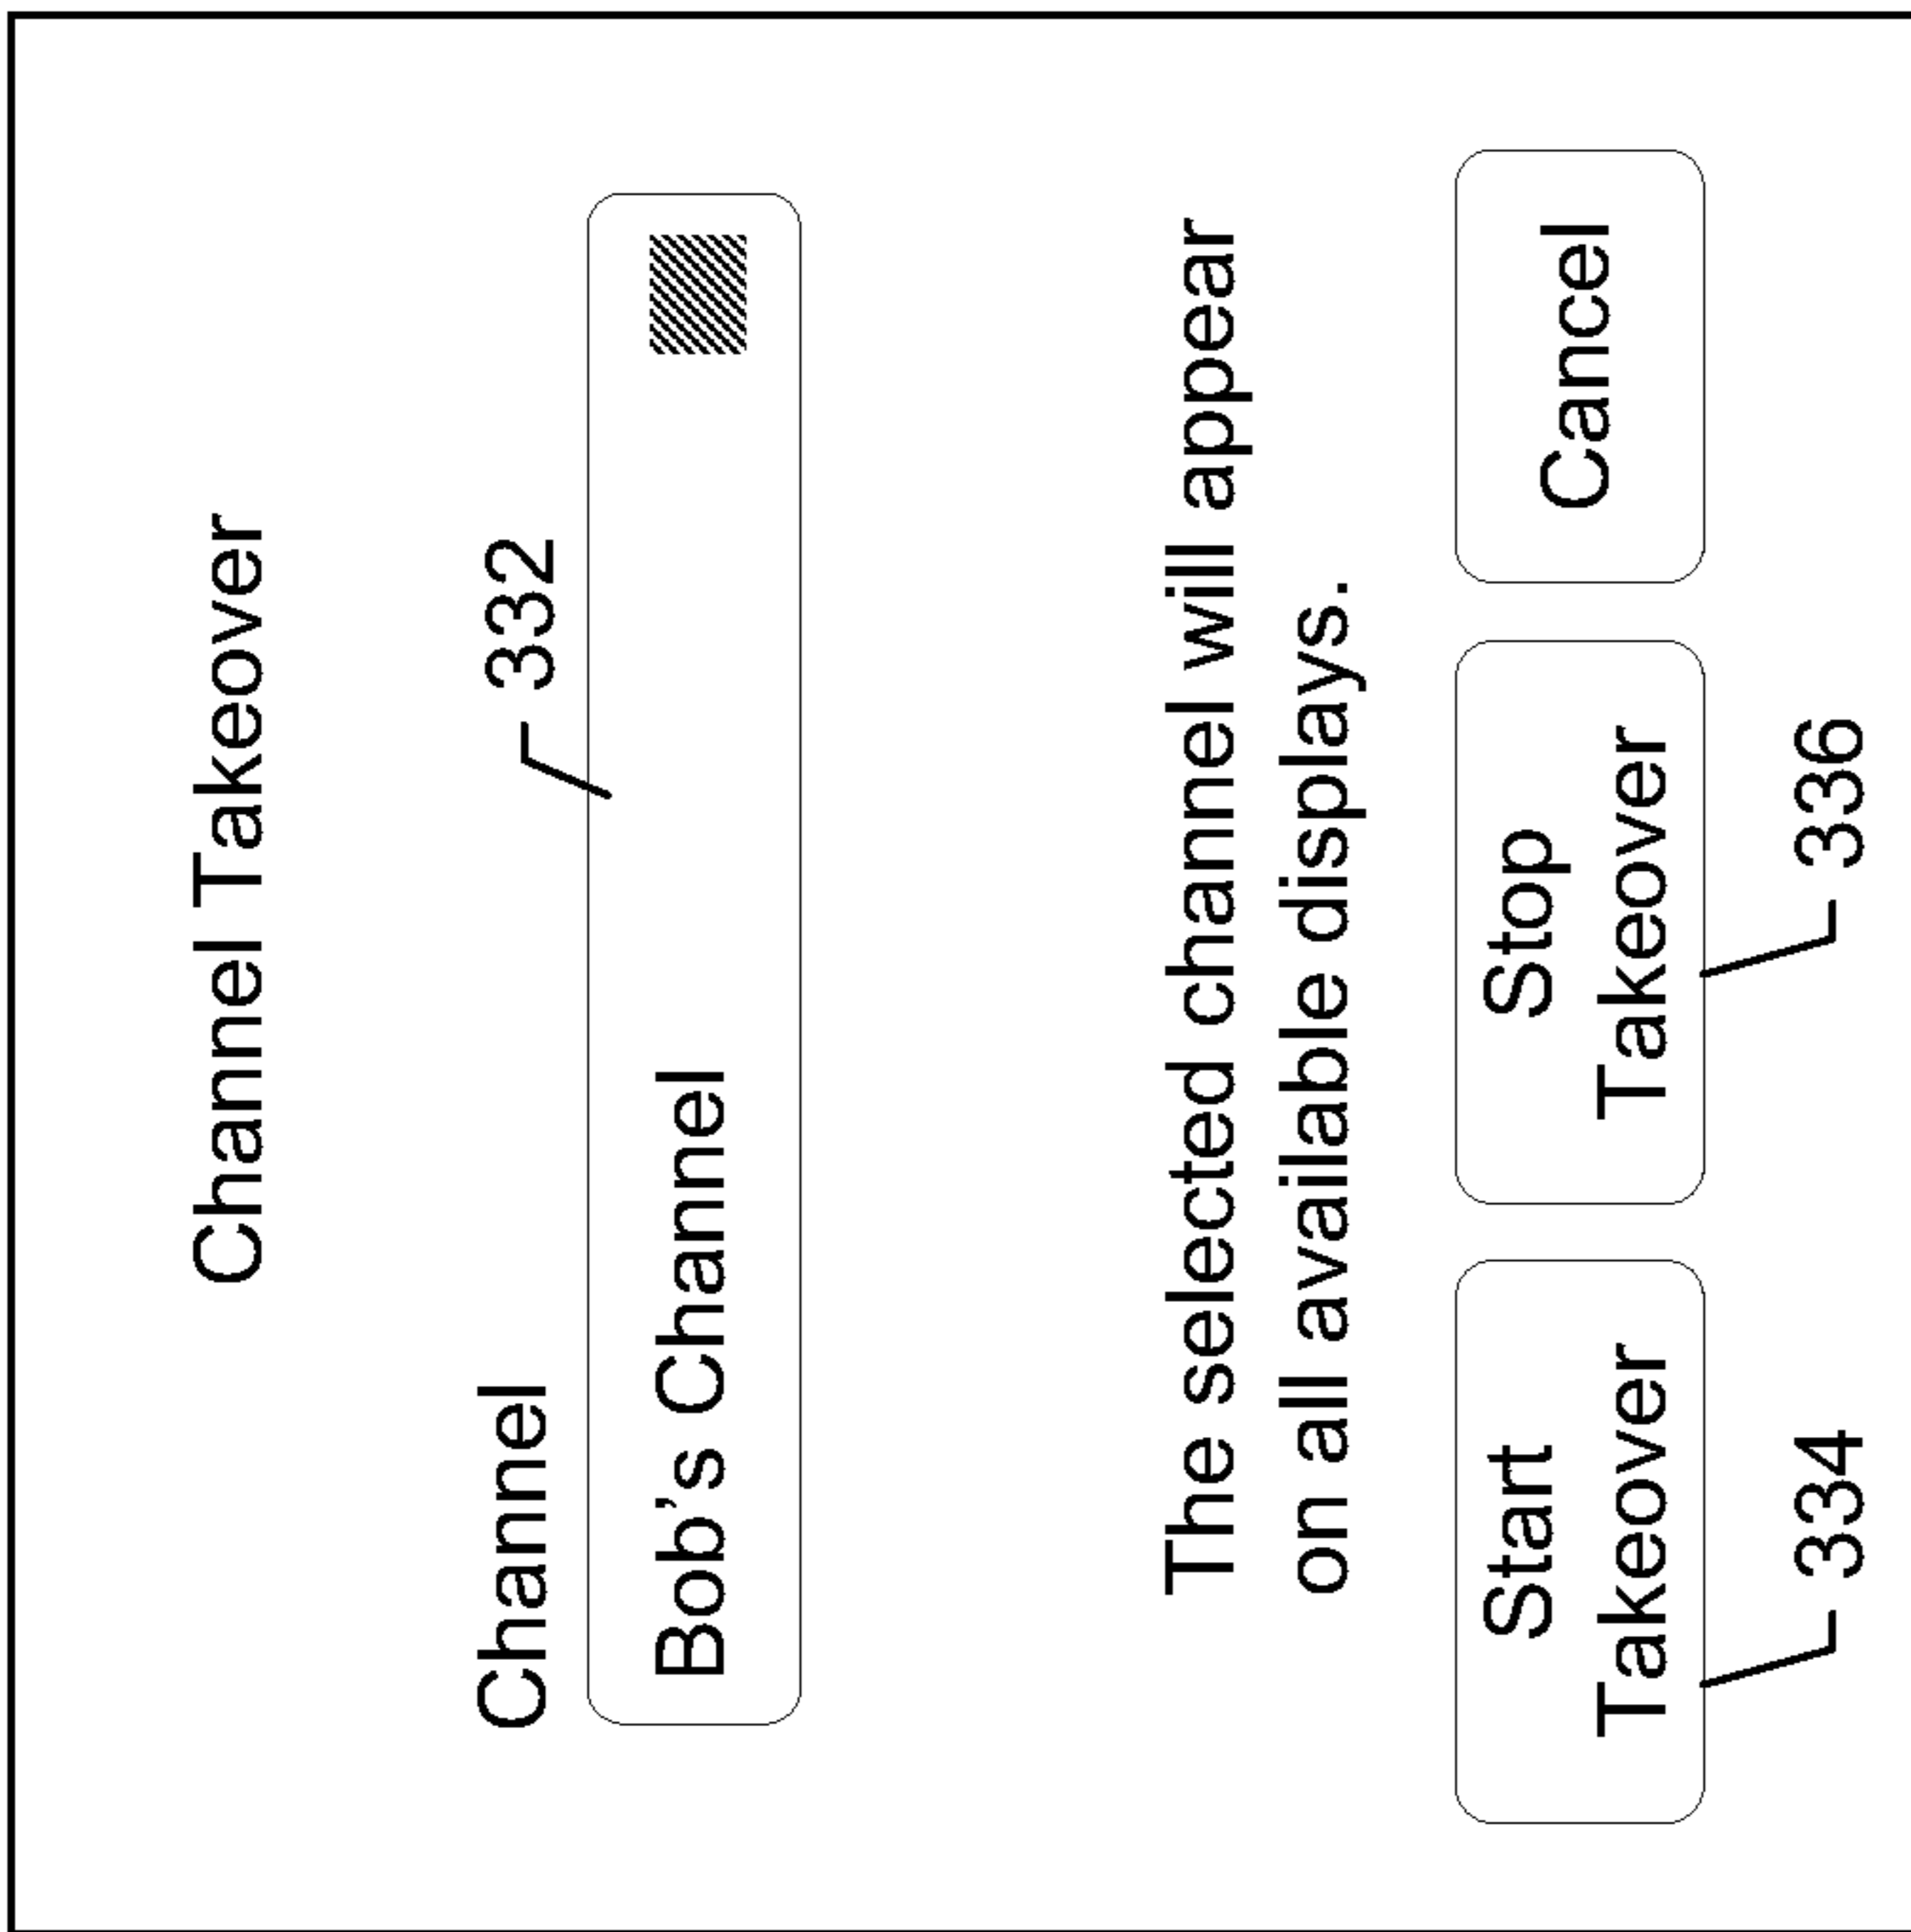 Channel Takeover
Channel
332
Bob's Channel
The selected channel will appear
on all available displays.
Start
Takeover
Stop
Takeover
Cancel
334
336